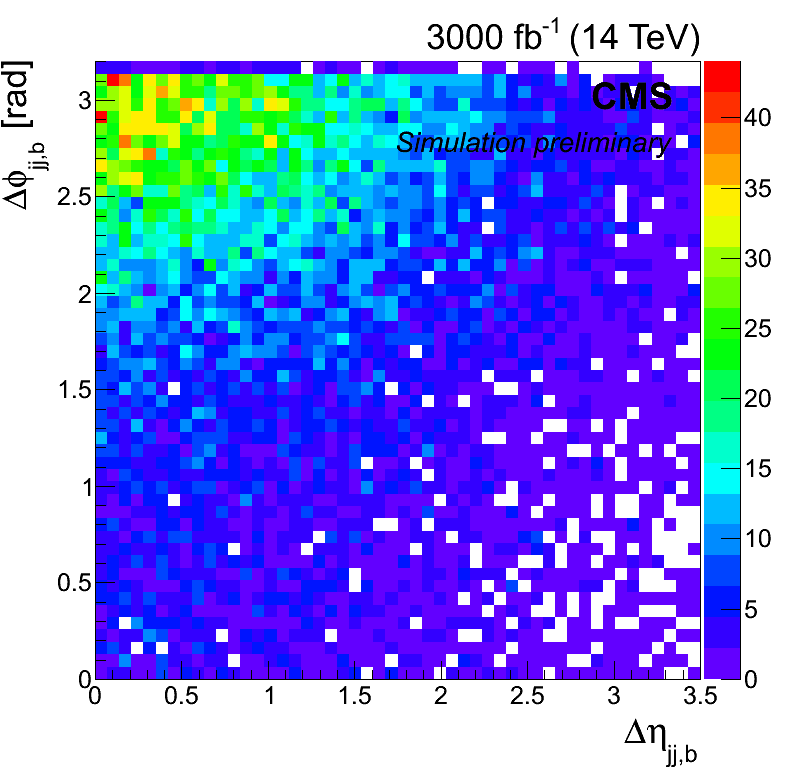 3000 fb⁻¹ (14 TeV)
CMS
Simulation preliminary
Δϕjj,b [rad]
3
2.5
2
1.5
1
0.5
0
0 0.5 1 1.5 2 2.5 3 3.5
Δηjj,b
40
35
30
25
20
15
10
5
0